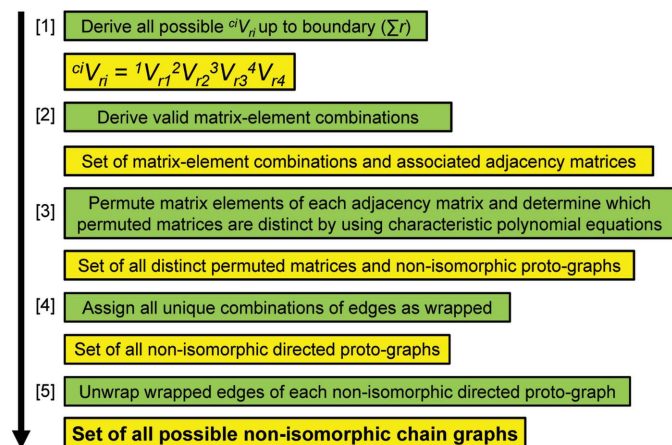 [1] Derive all possible ciVri up to boundary (∑r)
ciVri = 1Vr12Vr23Vr34Vr4
[2] Derive valid matrix-element combinations
Set of matrix-element combinations and associated adjacency matrices
[3] Permute matrix elements of each adjacency matrix and determine which
permuted matrices are distinct by using characteristic polynomial equations
Set of all distinct permuted matrices and non-isomorphic proto-graphs
[4] Assign all unique combinations of edges as wrapped
Set of all non-isomorphic directed proto-graphs
[5] Unwrap wrapped edges of each non-isomorphic directed proto-graph
Set of all possible non-isomorphic chain graphs